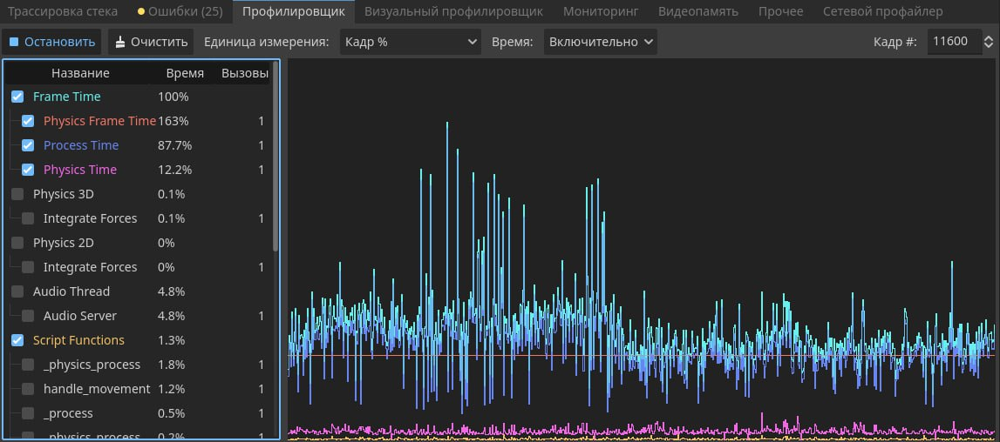 Трассировка стека Ошибки (25) Профилировщик Визуальный профилировщик Мониторинг Видеопамять Прочее Сетевой профайлер
Остановить Очистить Единица измерения: Кадр % Время: Включительно Кадр #: 11600
Название Время Вызовы
Frame Time 100%
Physics Frame Time 163% 1
Process Time 87.7% 1
Physics Time 12.2% 1
Physics 3D 0.1%
Integrate Forces 0.1% 1
Physics 2D 0%
Integrate Forces 0% 1
Audio Thread 4.8%
Audio Server 4.8% 1
Script Functions 1.3%
_physics_process 1.8% 1
handle_movement 1.2% 1
_process 0.5% 1
_physics_process 0.2% 1